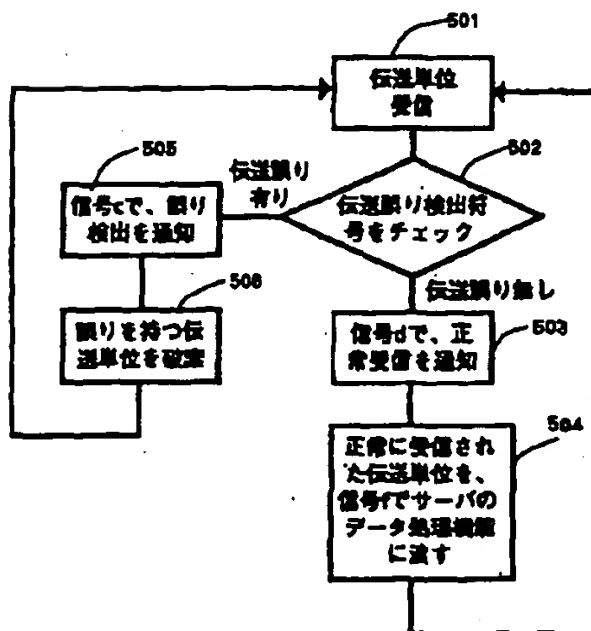 501
伝送単位
受信
502
伝送誤り検出符
号をチェック
伝送誤り
有り
505
信号cで、誤り
検出を通知
506
誤りを持つ伝
送単位を破棄
伝送誤り無し
信号dで、正
常受信を通知
503
504
正常に受信され
た伝送単位を、
信号fでサーバの
データ処理機能
に渡す